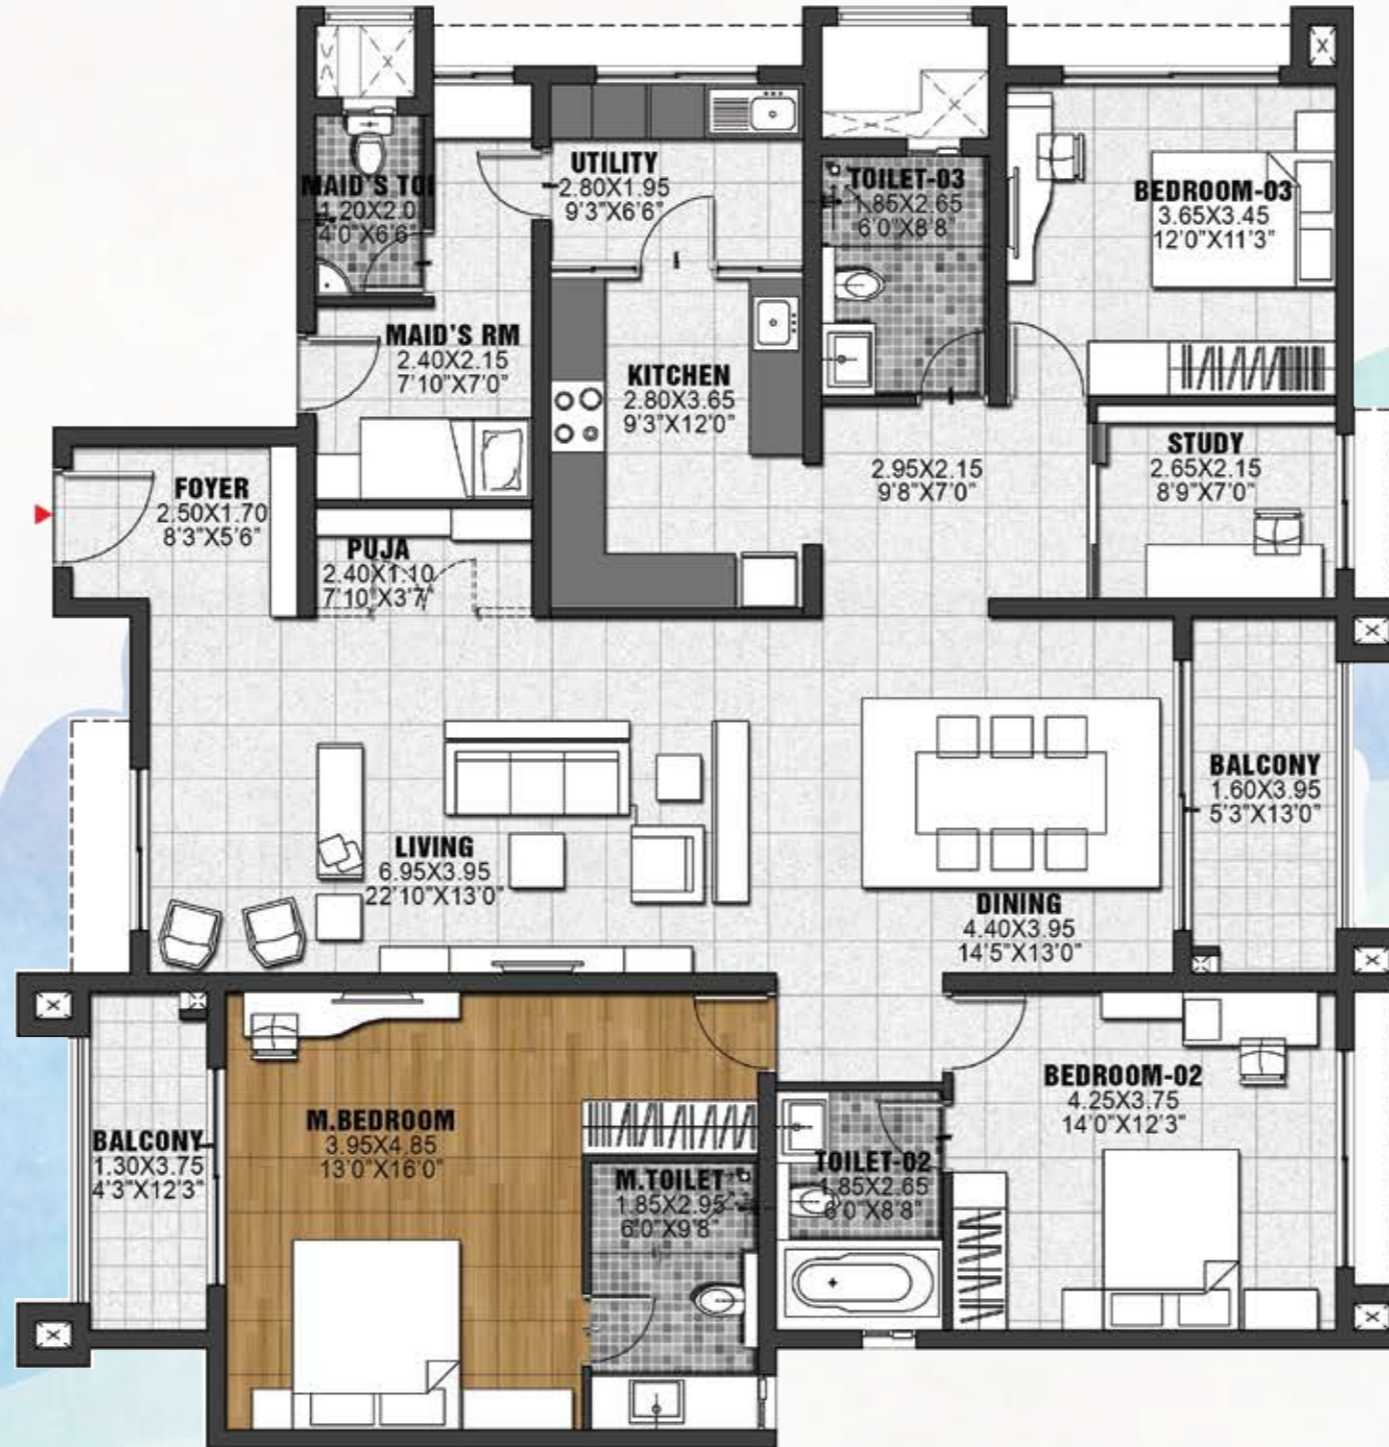 MAID'S TOI
1.20X2.0
4'0"X6'6"
UTILITY
2.80X1.95
9'3"X6'6"
TOILET-03
1.85X2.65
6'0"X8'8"
BEDROOM-03
3.65X3.45
12'0"X11'3"
MAID'S RM
2.40X2.15
7'10"X7'0"
KITCHEN
2.80X3.65
9'3"X12'0"
2.95X2.15
9'8"X7'0"
STUDY
2.65X2.15
8'9"X7'0"
FOYER
2.50X1.70
8'3"X5'6"
PUJA
2.40X1.10
7'10"X3'7"
LIVING
6.95X3.95
22'10"X13'0"
DINING
4.40X3.95
14'5"X13'0"
BALCONY
1.60X3.95
5'3"X13'0"
BALCONY
1.30X3.75
4'3"X12'3"
M.BEDROOM
3.95X4.85
13'0"X16'0"
M.TOILET
1.85X2.95
6'0"X9'8"
TOILET-02
1.85X2.65
6'0"X8'8"
BEDROOM-02
4.25X3.75
14'0"X12'3"